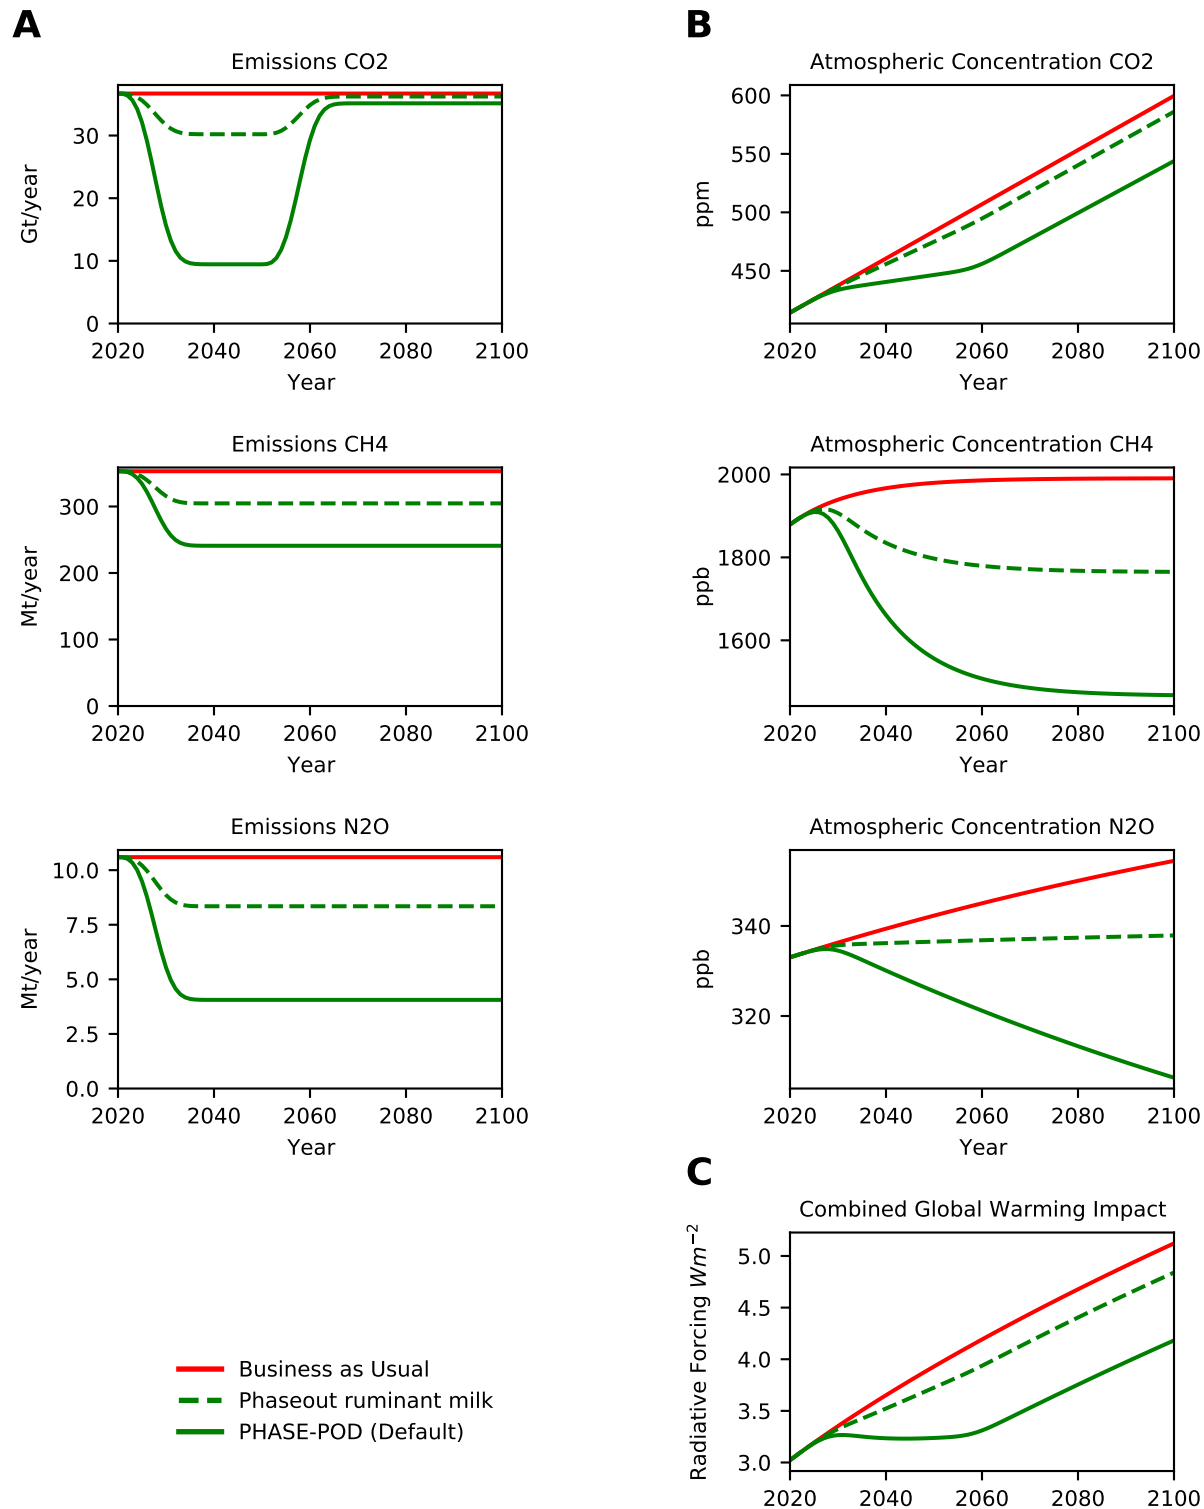 A
Emissions CO2
Gt/year
30
20
10
0
2020 2040 2060 2080 2100
Year
Emissions CH4
Mt/year
300
200
100
0
2020 2040 2060 2080 2100
Year
Emissions N2O
Mt/year
10.0
7.5
5.0
2.5
0.0
2020 2040 2060 2080 2100
Year
B
Atmospheric Concentration CO2
ppm
600
550
500
450
2020 2040 2060 2080 2100
Year
Atmospheric Concentration CH4
ppb
2000
1800
1600
2020 2040 2060 2080 2100
Year
Atmospheric Concentration N2O
ppb
340
320
2020 2040 2060 2080 2100
Year
C
Combined Global Warming Impact
Radiative Forcing Wm⁻²
5.0
4.5
4.0
3.5
3.0
2020 2040 2060 2080 2100
Business as Usual
Phaseout ruminant milk
PHASE-POD (Default)